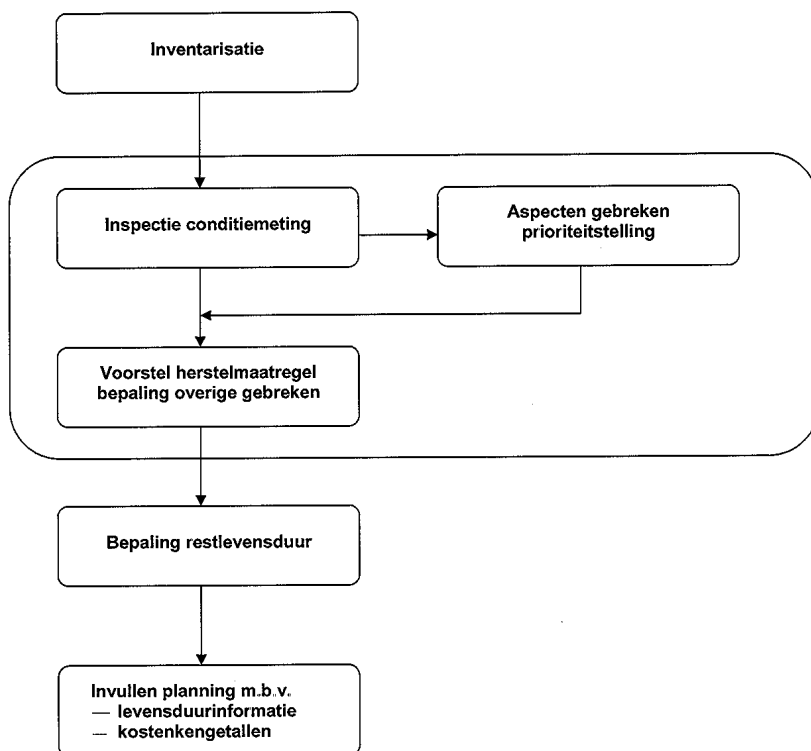 Inventarisatie
Inspectie conditiemeting
Aspecten gebreken
prioriteitstelling
Voorstel herstelmaatregel
bepaling overige gebreken
Bepaling restlevensduur
Invullen planning m.b.v.
— levensduurinformatie
— kostenkengetallen